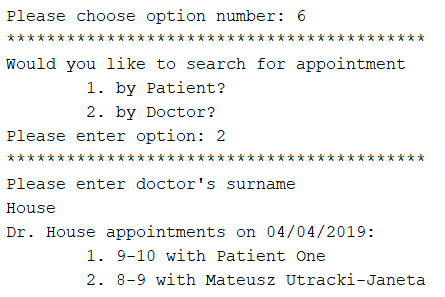 Please choose option number: 6
******************************************
Would you like to search for appointment
1. by Patient?
2. by Doctor?
Please enter option: 2
******************************************
Please enter doctor's surname
House
Dr. House appointments on 04/04/2019:
1. 9-10 with Patient One
2. 8-9 with Mateusz Utracki-Janeta